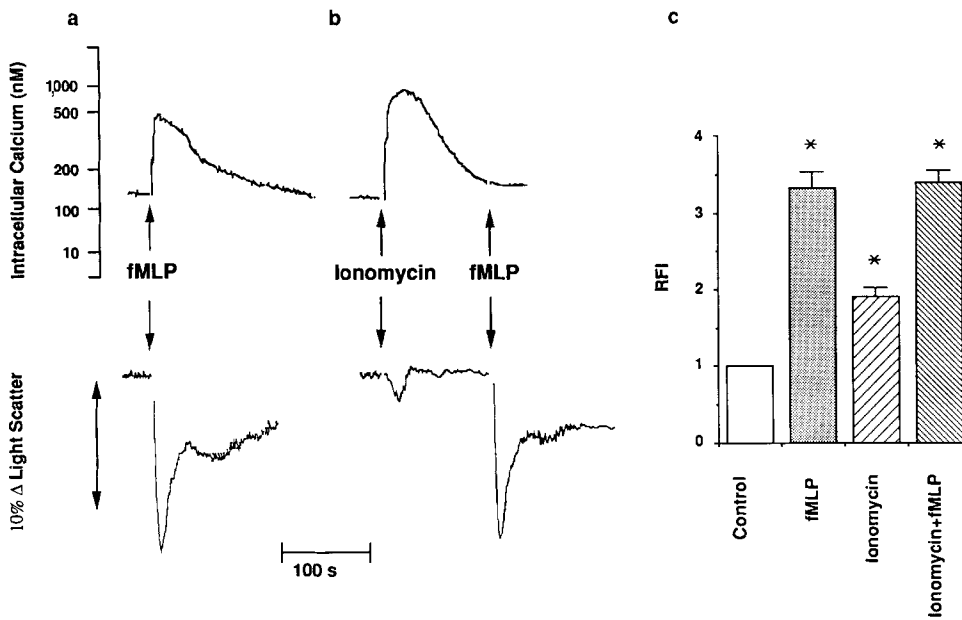 a
b
c
Intracellular Calcium (nM)
1,000
500
200
100
10
fMLP
Ionomycin
fMLP
10% Δ Light Scatter
100 s
RFI
4
3
2
1
0
*
*
*
Control
fMLP
Ionomycin
Ionomycin+fMLP